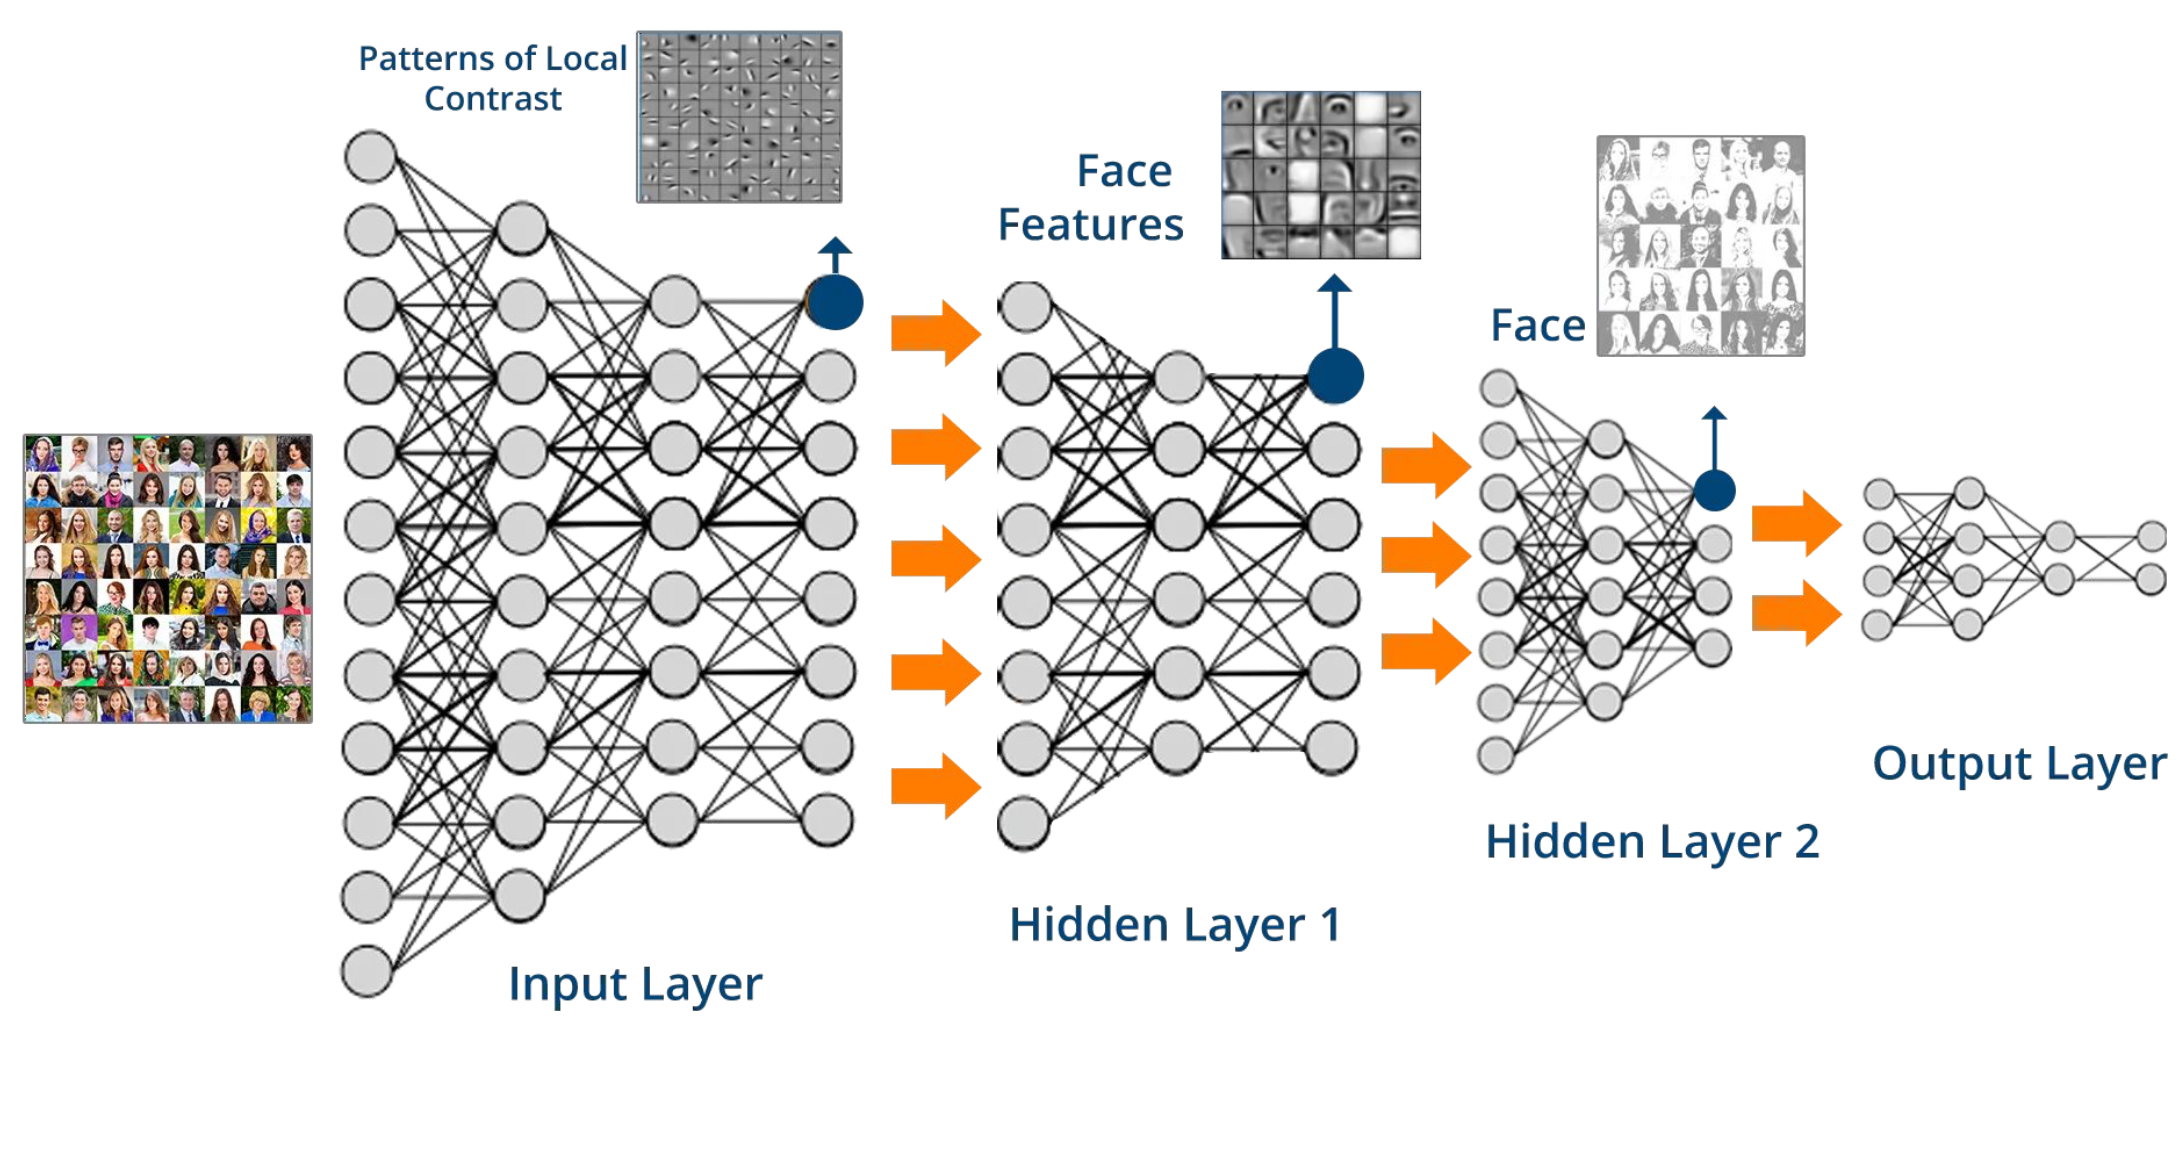 Patterns of Local
Contrast
Face
Features
Face
Input Layer
Hidden Layer 1
Hidden Layer 2
Output Layer